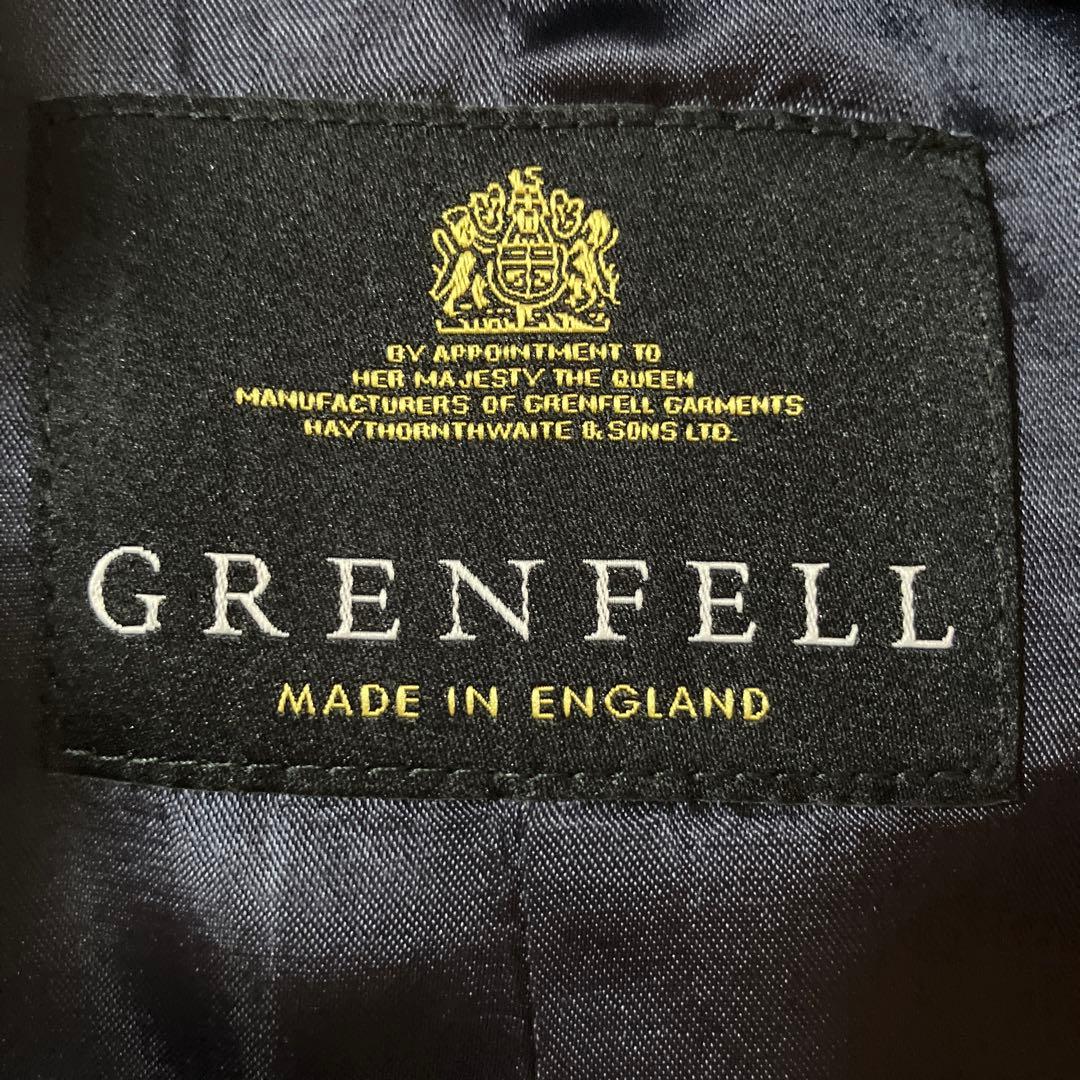 BY APPOINTMENT TO
HER MAJESTY THE QUEEN
MANUFACTURERS OF GRENFELL GARMENTS
HAYTHORNTHWAITE & SONS LTD.
GRENFELL
MADE IN ENGLAND